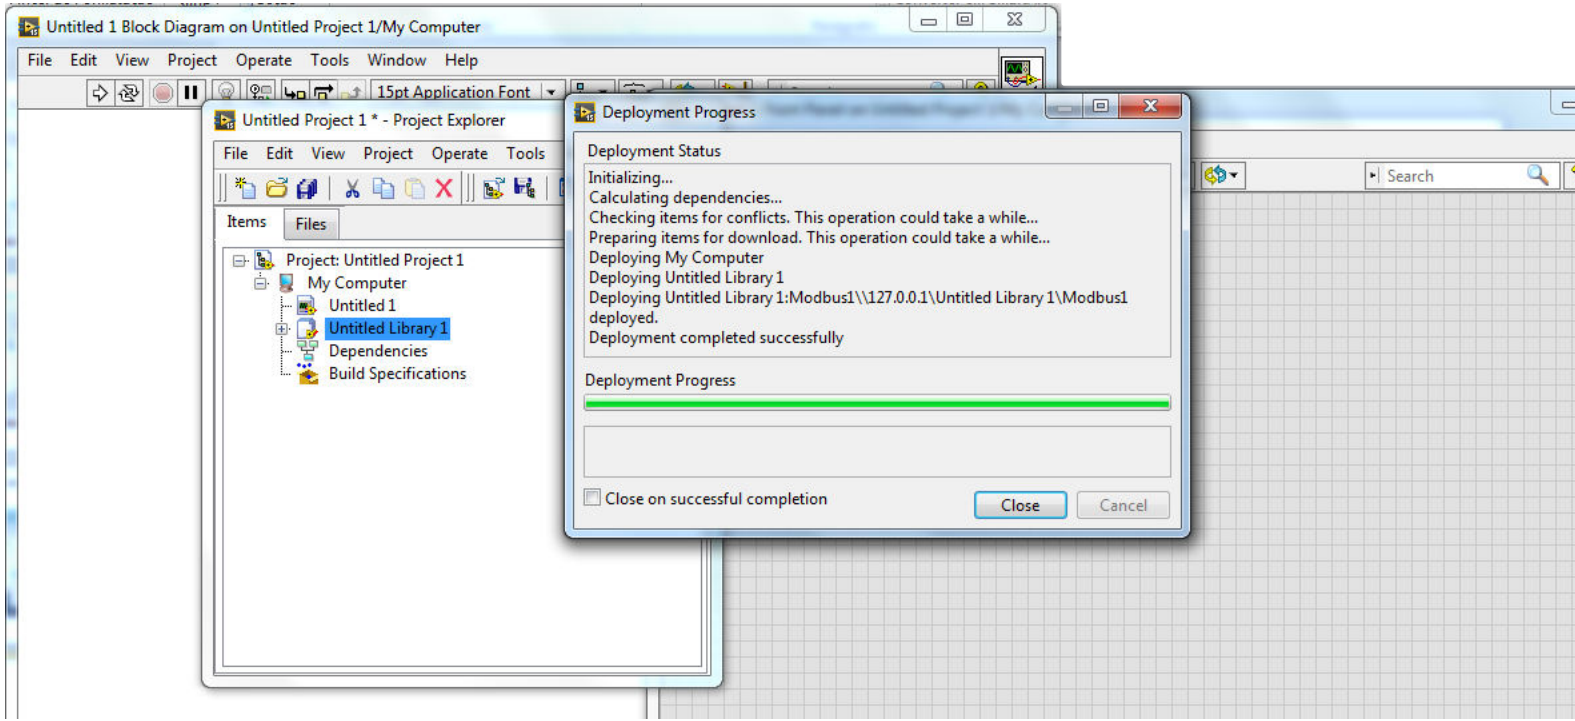 Untitled 1 Block Diagram on Untitled Project 1/My Computer
File Edit View Project Operate Tools Window Help
15pt Application Font
Untitled Project 1 * - Project Explorer
File Edit View Project Operate Tools
Items Files
Project: Untitled Project 1
My Computer
Untitled 1
Untitled Library 1
Dependencies
Build Specifications
Deployment Progress
Deployment Status
Initializing...
Calculating dependencies...
Checking items for conflicts. This operation could take a while...
Preparing items for download. This operation could take a while...
Deploying My Computer
Deploying Untitled Library 1
Deploying Untitled Library 1:Modbus1\\127.0.0.1\Untitled Library 1\Modbus1
deployed.
Deployment completed successfully
Deployment Progress
Close on successful completion
Close Cancel
Search